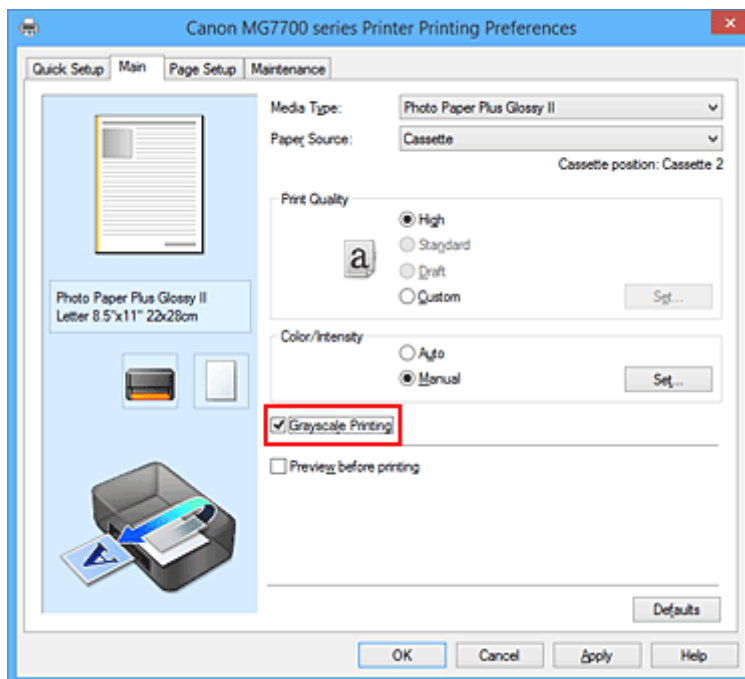 Canon MG7700 series Printer Printing Preferences
Quick Setup Main Page Setup Maintenance
Media Type: Photo Paper Plus Glossy II
Paper Source: Cassette
Cassette position: Cassette 2
Print Quality
High
a
Standard
Draft
Custom Set...
Photo Paper Plus Glossy II
Letter 8.5"x11" 22x28cm
Color/Intensity
Auto
Manual Set...
Grayscale Printing
Preview before printing
A
Defaults
OK Cancel Apply Help